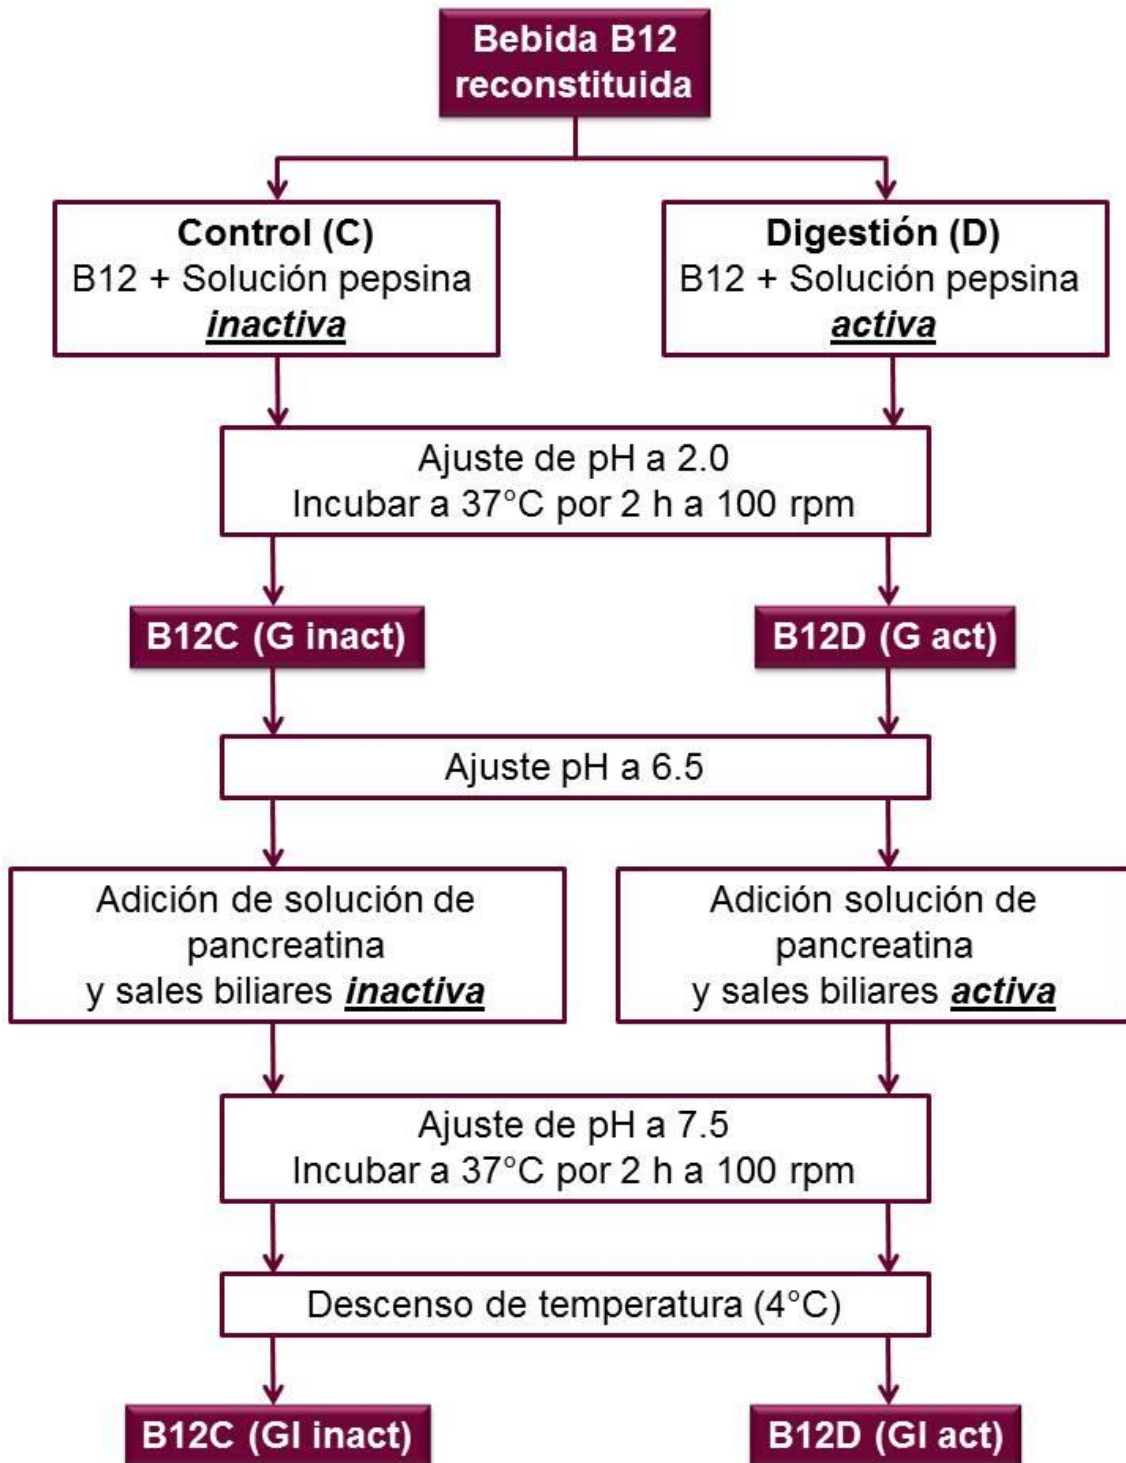 Bebida B12
reconstituida
Control (C)
B12 + Solución pepsina
inactiva
Digestión (D)
B12 + Solución pepsina
activa
Ajuste de pH a 2.0
Incubar a 37°C por 2 h a 100 rpm
B12C (G inact)
B12D (G act)
Ajuste pH a 6.5
Adición de solución de
pancreatina
y sales biliares inactiva
Adición solución de
pancreatina
y sales biliares activa
Ajuste de pH a 7.5
Incubar a 37°C por 2 h a 100 rpm
Descenso de temperatura (4°C)
B12C (GI inact)
B12D (GI act)